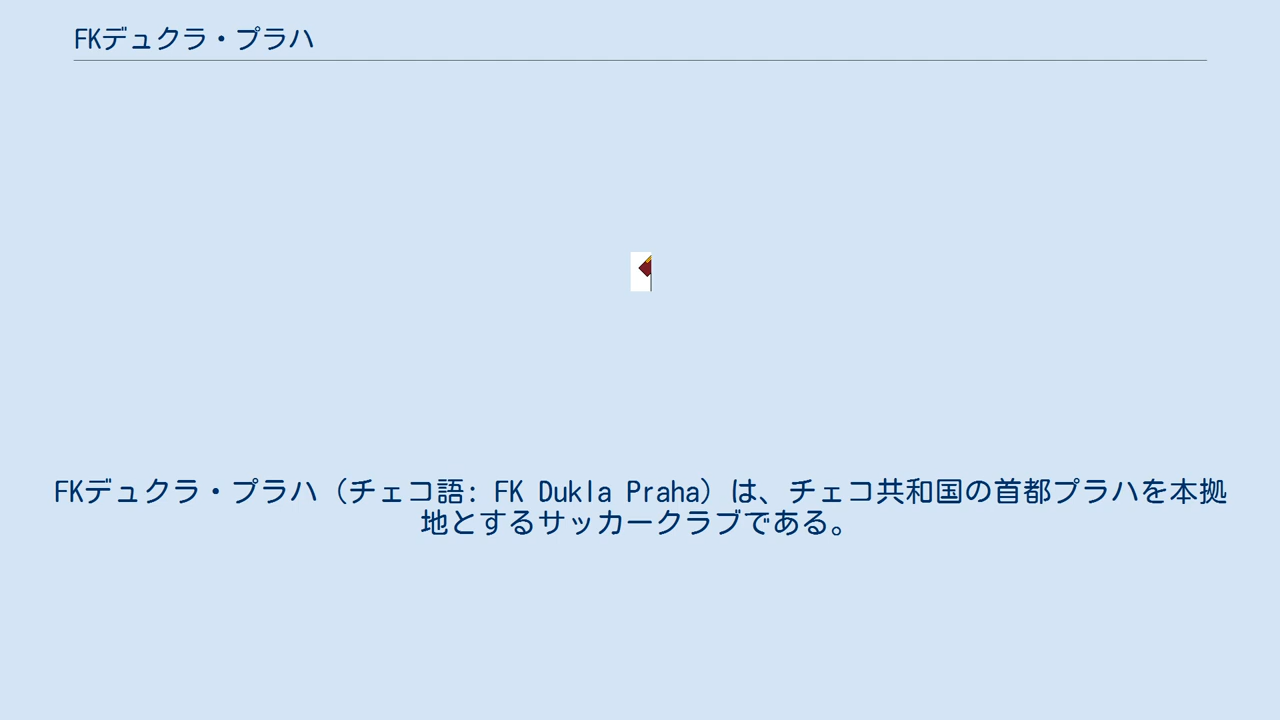 FKデュクラ・プラハ
FKデュクラ・プラハ（チェコ語: FK Dukla Praha）は、チェコ共和国の首都プラハを本拠
地とするサッカークラブである。